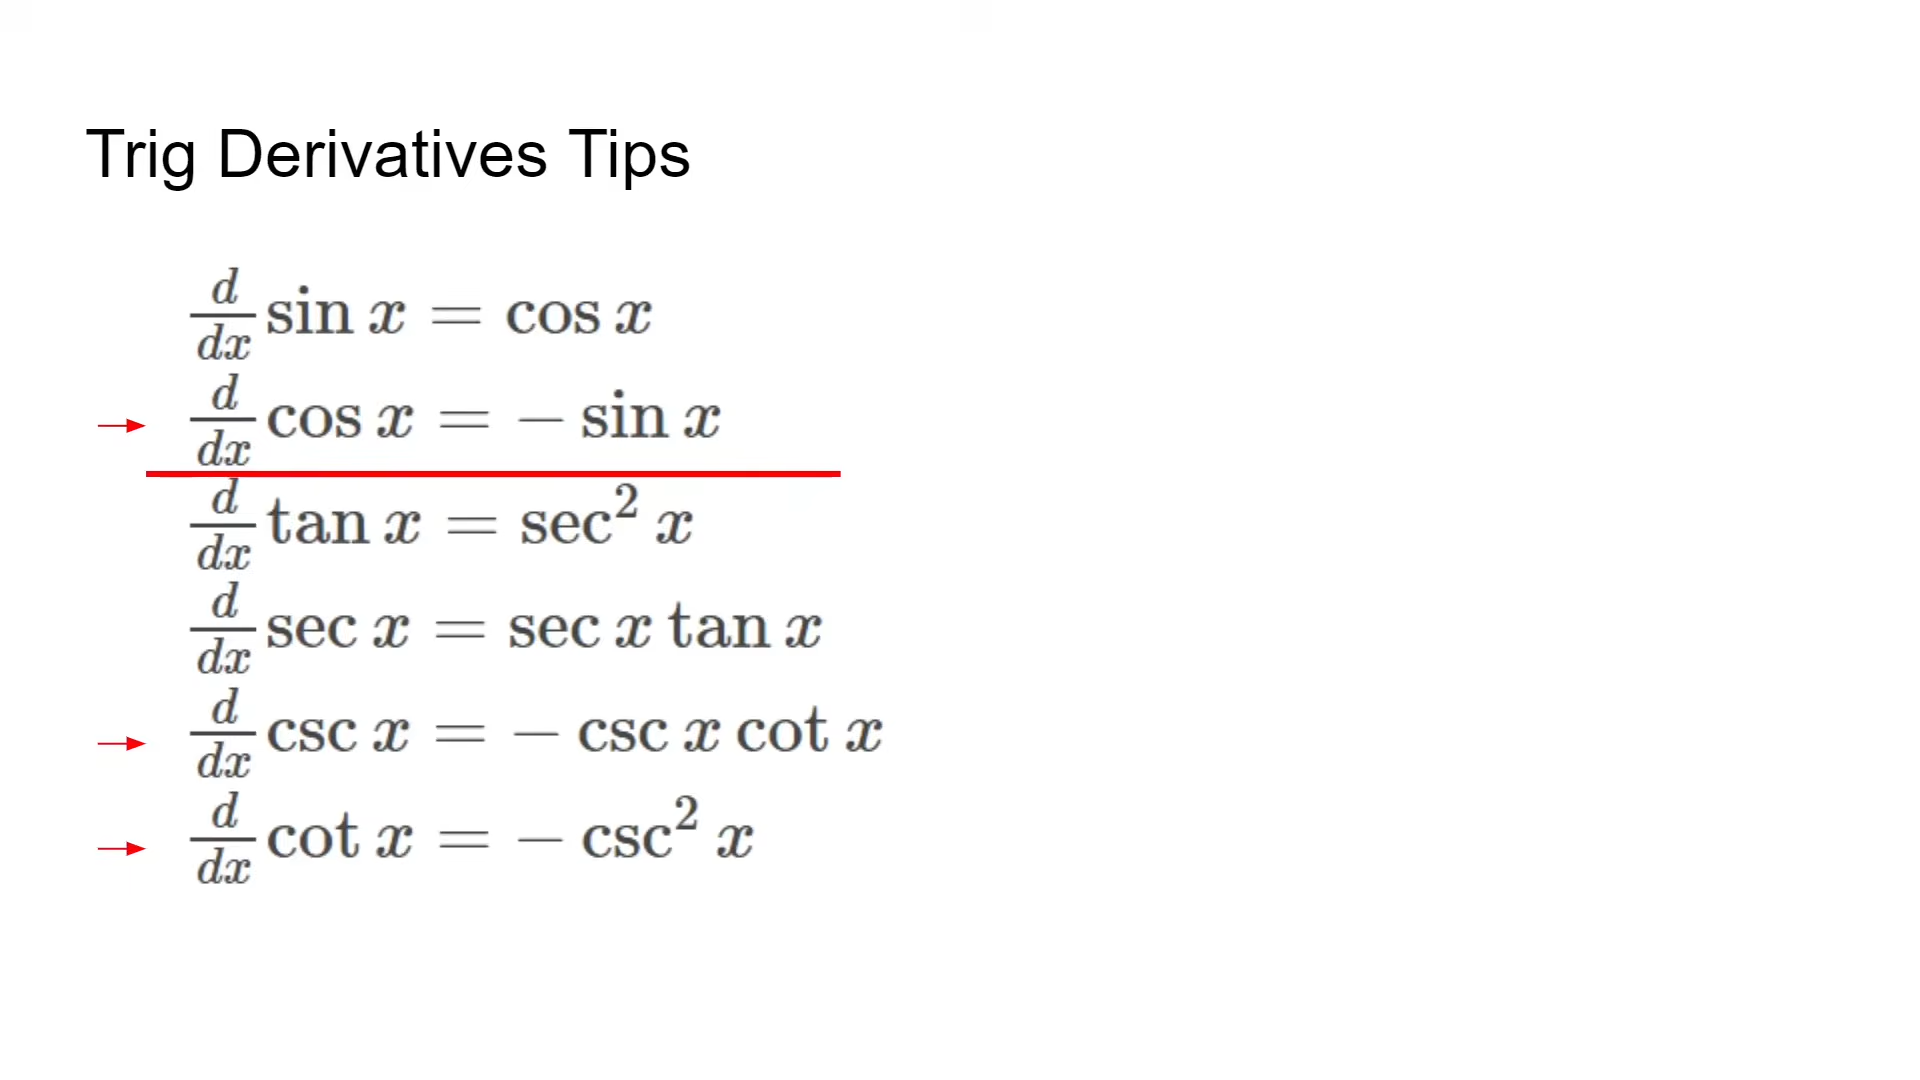 Trig Derivatives Tips
d/dx sin x = cos x
d/dx cos x = − sin x
d/dx tan x = sec² x
d/dx sec x = sec x tan x
d/dx csc x = − csc x cot x
d/dx cot x = − csc² x